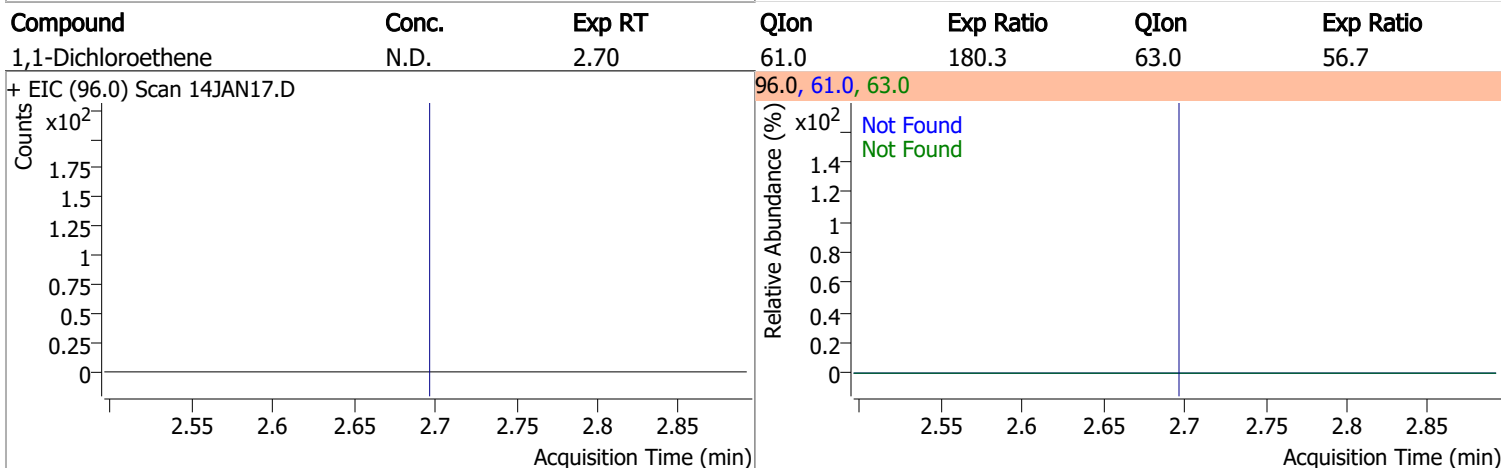 Compound Conc. Exp RT QIon Exp Ratio QIon Exp Ratio
1,1-Dichloroethene N.D. 2.70 61.0 180.3 63.0 56.7
+ EIC (96.0) Scan 14JAN17.D
Counts
x10²
1.75
1.5
1.25
1
0.75
0.5
0.25
0
2.55 2.6 2.65 2.7 2.75 2.8 2.85
Acquisition Time (min)
96.0, 61.0, 63.0
Relative Abundance (%)
x10²
Not Found
Not Found
1.4
1.2
1
0.8
0.6
0.4
0.2
0
2.55 2.6 2.65 2.7 2.75 2.8 2.85
Acquisition Time (min)